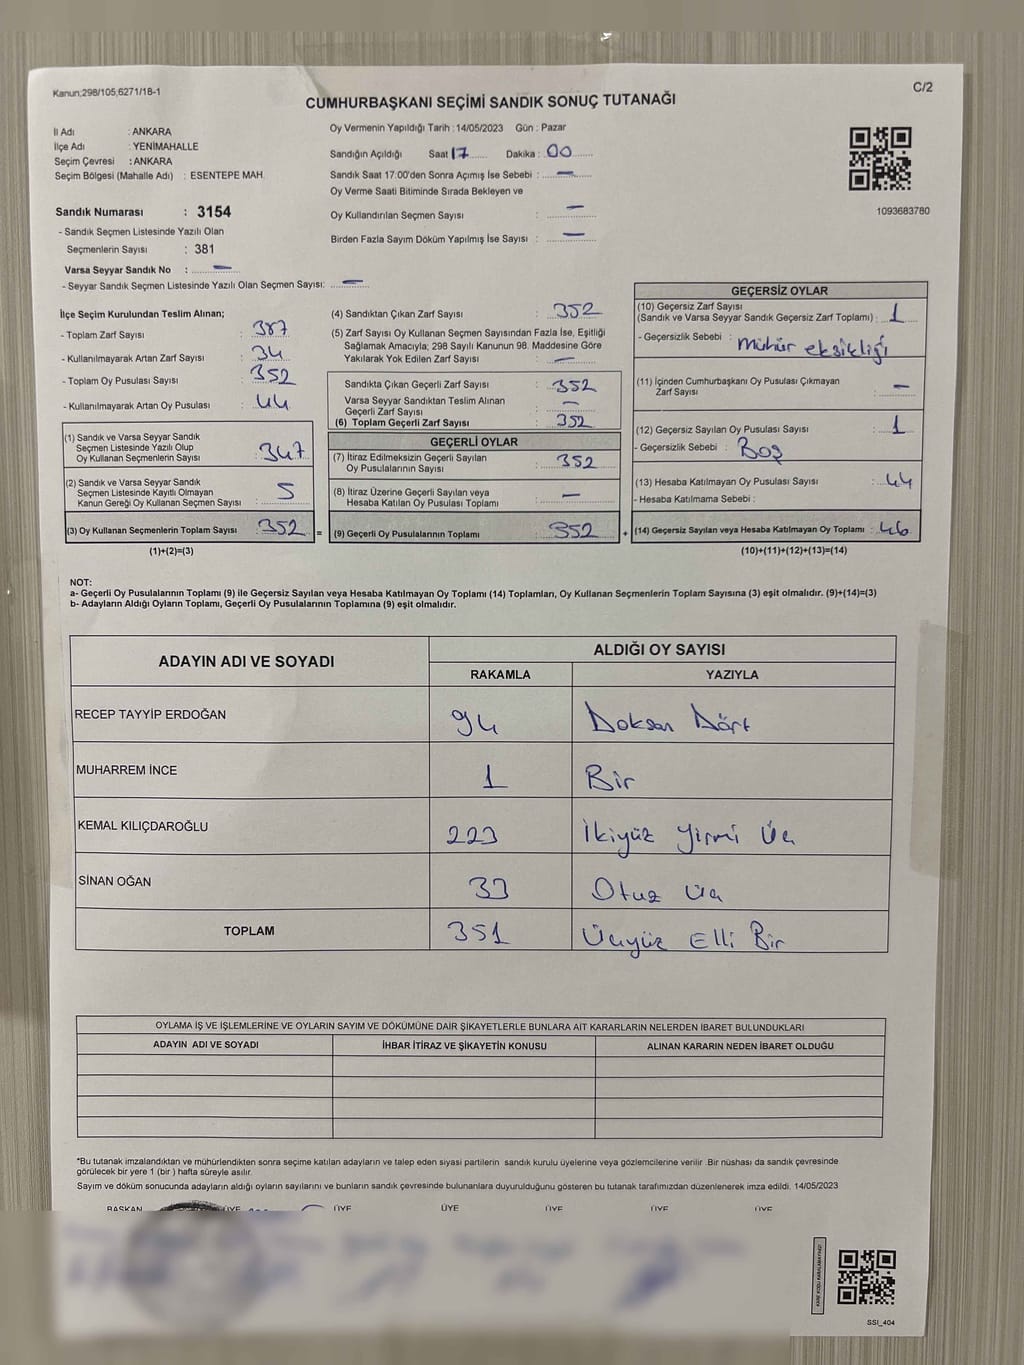 Kanun;298/105;6271/18-1
C/2
CUMHURBAŞKANI SEÇİMİ SANDIK SONUÇ TUTANAĞI
İl Adı : ANKARA
İlçe Adı : YENİMAHALLE
Seçim Çevresi : ANKARA
Seçim Bölgesi (Mahalle Adı) : ESENTEPE MAH.
Sandık Numarası : 3154
- Sandık Seçmen Listesinde Yazılı Olan
Seçmenlerin Sayısı : 381
Varsa Seyyar Sandık No : —
- Seyyar Sandık Seçmen Listesinde Yazılı Olan Seçmen Sayısı: —
Oy Vermenin Yapıldığı Tarih : 14/05/2023 Gün : Pazar
Sandığın Açıldığı Saat 17 Dakika : 00
Sandık Saat 17:00'den Sonra Açımış İse Sebebi : —
Oy Verme Saati Bitiminde Sırada Bekleyen ve
Oy Kullandırılan Seçmen Sayısı : —
Birden Fazla Sayım Döküm Yapılmış İse Sayısı : —
1093683780
İlçe Seçim Kurulundan Teslim Alınan;
- Toplam Zarf Sayısı : 387
- Kullanılmayarak Artan Zarf Sayısı : 34
- Toplam Oy Pusulası Sayısı : 352
- Kullanılmayarak Artan Oy Pusulası : 44
(1) Sandık ve Varsa Seyyar Sandık
Seçmen Listesinde Yazılı Olup
Oy Kullanan Seçmenlerin Sayısı : 347
(2) Sandık ve Varsa Seyyar Sandık
Seçmen Listesinde Kayıtlı Olmayan
Kanun Gereği Oy Kullanan Seçmen Sayısı : 5
(3) Oy Kullanan Seçmenlerin Toplam Sayısı : 352 =
(1)+(2)=(3)
(4) Sandıktan Çıkan Zarf Sayısı : 352
(5) Zarf Sayısı Oy Kullanan Seçmen Sayısından Fazla İse, Eşitliği
Sağlamak Amacıyla; 298 Sayılı Kanunun 98. Maddesine Göre
Yakılarak Yok Edilen Zarf Sayısı : —
Sandıkta Çıkan Geçerli Zarf Sayısı : 352
Varsa Seyyar Sandıktan Teslim Alınan
Geçerli Zarf Sayısı : —
(6) Toplam Geçerli Zarf Sayısı : 352
GEÇERLİ OYLAR
(7) İtiraz Edilmeksizin Geçerli Sayılan
Oy Pusulalarının Sayısı : 352
(8) İtiraz Üzerine Geçerli Sayılan veya
Hesaba Katılan Oy Pusulası Toplamı : —
(9) Geçerli Oy Pusulalarının Toplamı : 352 +
GEÇERSİZ OYLAR
(10) Geçersiz Zarf Sayısı
(Sandık ve Varsa Seyyar Sandık Geçersiz Zarf Toplamı) : 1
- Geçersizlik Sebebi : Mühür eksikliği
(11) İçinden Cumhurbaşkanı Oy Pusulası Çıkmayan
Zarf Sayısı : —
(12) Geçersiz Sayılan Oy Pusulası Sayısı : 1
- Geçersizlik Sebebi : Boş
(13) Hesaba Katılmayan Oy Pusulası Sayısı : 44
- Hesaba Katılmama Sebebi :
(14) Geçersiz Sayılan veya Hesaba Katılmayan Oy Toplamı : 46
(10)+(11)+(12)+(13)=(14)
NOT:
a- Geçerli Oy Pusulalarının Toplamı (9) ile Geçersiz Sayılan veya Hesaba Katılmayan Oy Toplamı (14) Toplamları, Oy Kullanan Seçmenlerin Toplam Sayısına (3) eşit olmalıdır. (9)+(14)=(3)
b- Adayların Aldığı Oyların Toplamı, Geçerli Oy Pusulalarının Toplamına (9) eşit olmalıdır.
ADAYIN ADI VE SOYADI
ALDIĞI OY SAYISI
RAKAMLA YAZIYLA
RECEP TAYYİP ERDOĞAN 94 Doksan Dört
MUHARREM İNCE 1 Bir
KEMAL KILIÇDAROĞLU 223 İkiyüz Yirmi Üç
SİNAN OĞAN 33 Otuz Üç
TOPLAM 351 Üçyüz Elli Bir
OYLAMA İŞ VE İŞLEMLERİNE VE OYLARIN SAYIM VE DÖKÜMÜNE DAİR ŞİKAYETLERLE BUNLARA AİT KARARLARIN NELERDEN İBARET BULUNDUKLARI
ADAYIN ADI VE SOYADI İHBAR İTİRAZ VE ŞİKAYETİN KONUSU ALINAN KARARIN NEDEN İBARET OLDUĞU
*Bu tutanak imzalandıktan ve mühürlendikten sonra seçime katılan adayların ve talep eden siyasi partilerin sandık kurulu üyelerine veya gözlemcilerine verilir .Bir nüshası da sandık çevresinde
görülecek bir yere 1 (bir ) hafta süreyle asılır.
Sayım ve döküm sonucunda adayların aldığı oyların sayılarını ve bunların sandık çevresinde bulunanlara duyurulduğunu gösteren bu tutanak tarafımızdan düzenlenerek imza edildi. 14/05/2023
BAŞKAN ÜYE ÜYE ÜYE ÜYE ÜYE ÜYE
SSI_404